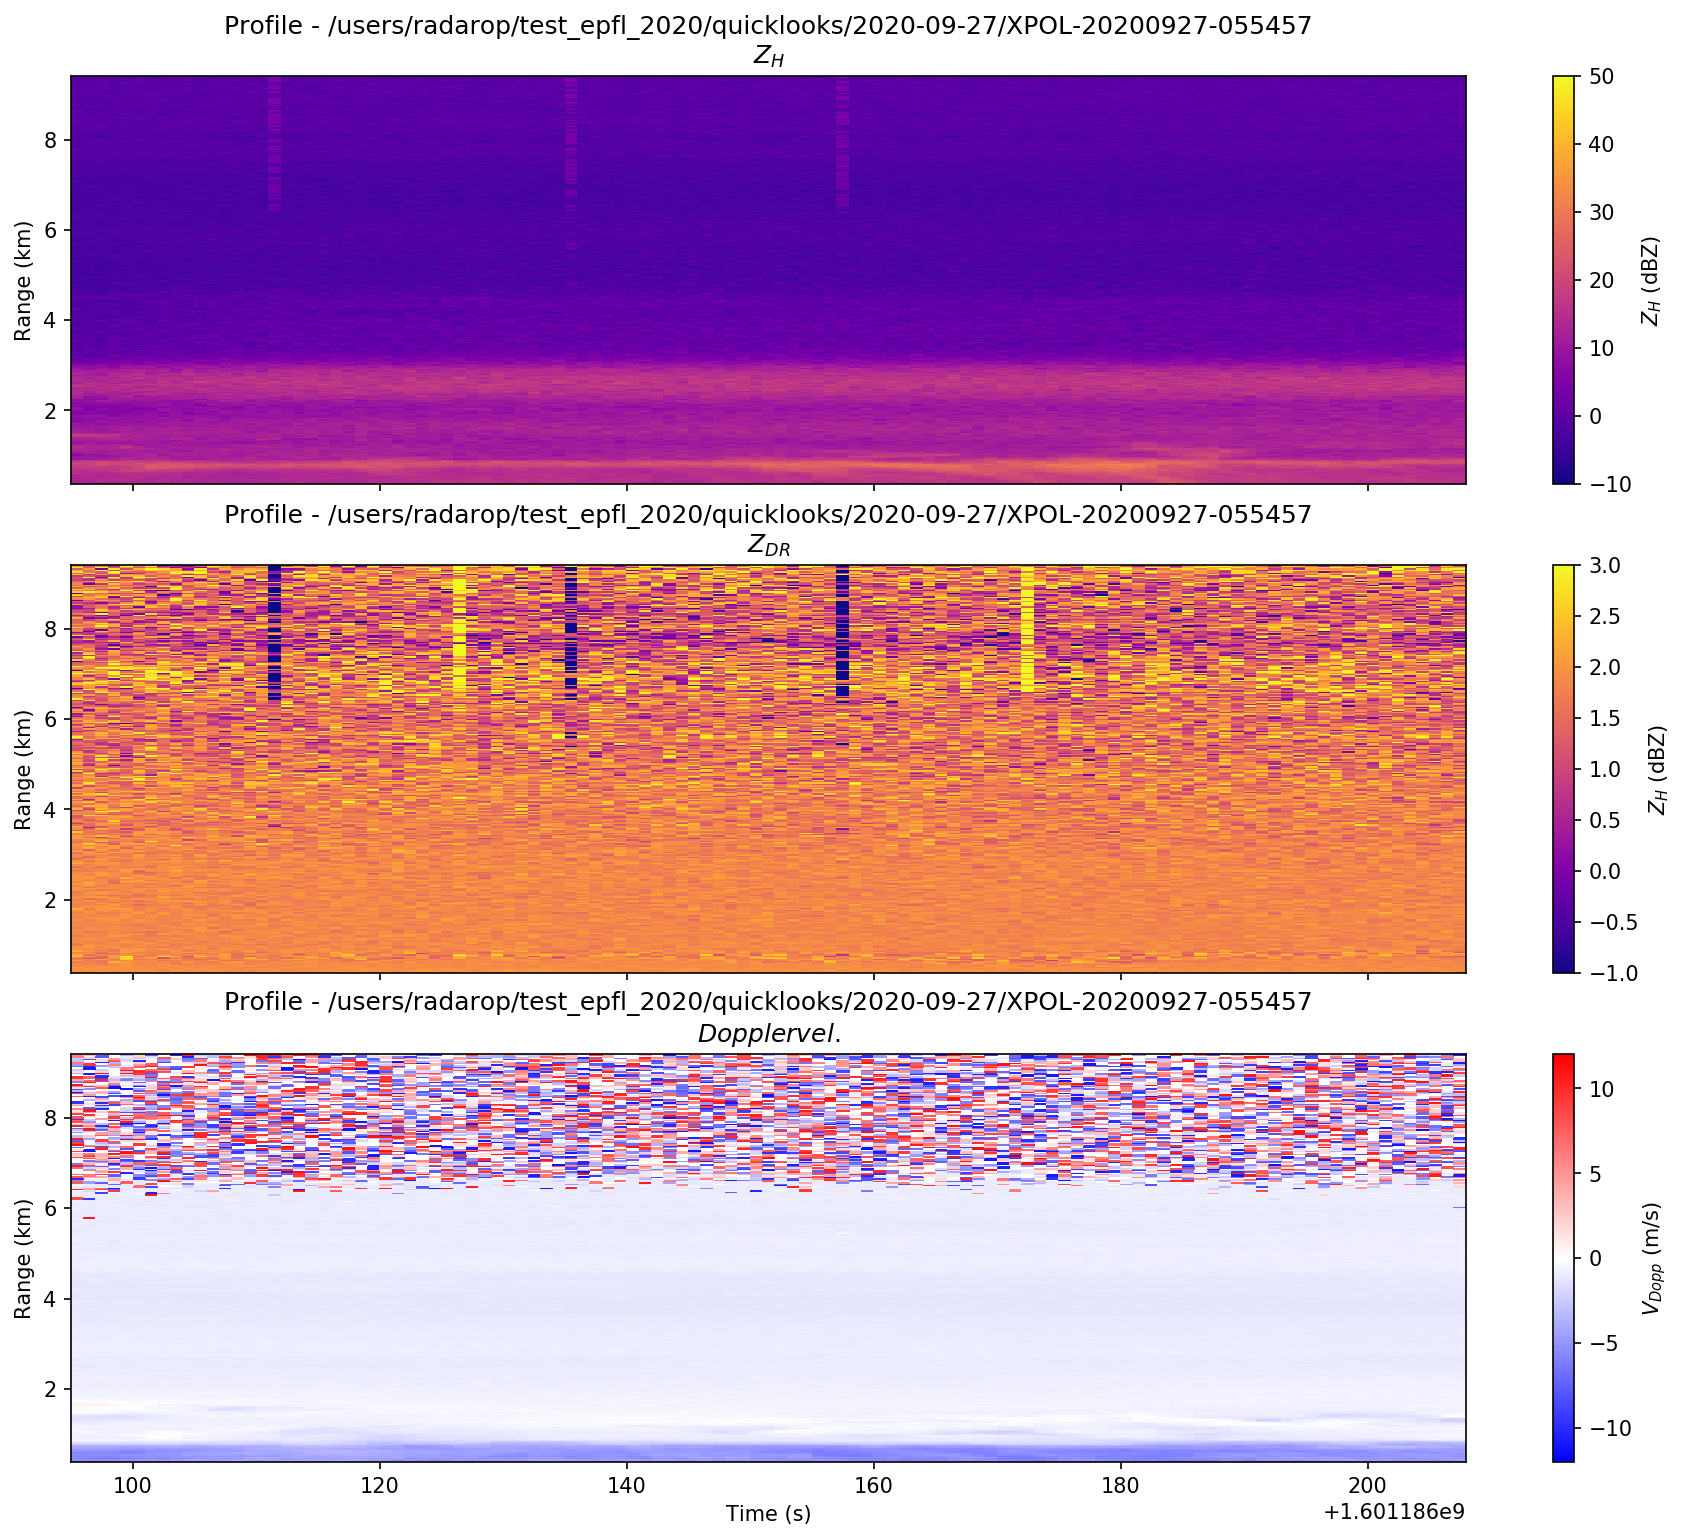 Profile - /users/radarop/test_epfl_2020/quicklooks/2020-09-27/XPOL-20200927-055457
Z_H
8
6
4
2
Range (km)
50
40
30
20
10
0
−10
Z_H (dBZ)
Profile - /users/radarop/test_epfl_2020/quicklooks/2020-09-27/XPOL-20200927-055457
Z_DR
8
6
4
2
Range (km)
3.0
2.5
2.0
1.5
1.0
0.5
0.0
−0.5
−1.0
Z_H (dBZ)
Profile - /users/radarop/test_epfl_2020/quicklooks/2020-09-27/XPOL-20200927-055457
Dopplervel.
8
6
4
2
Range (km)
10
5
0
−5
−10
V_Dopp (m/s)
100 120 140 160 180 200
Time (s)
+1.601186e9